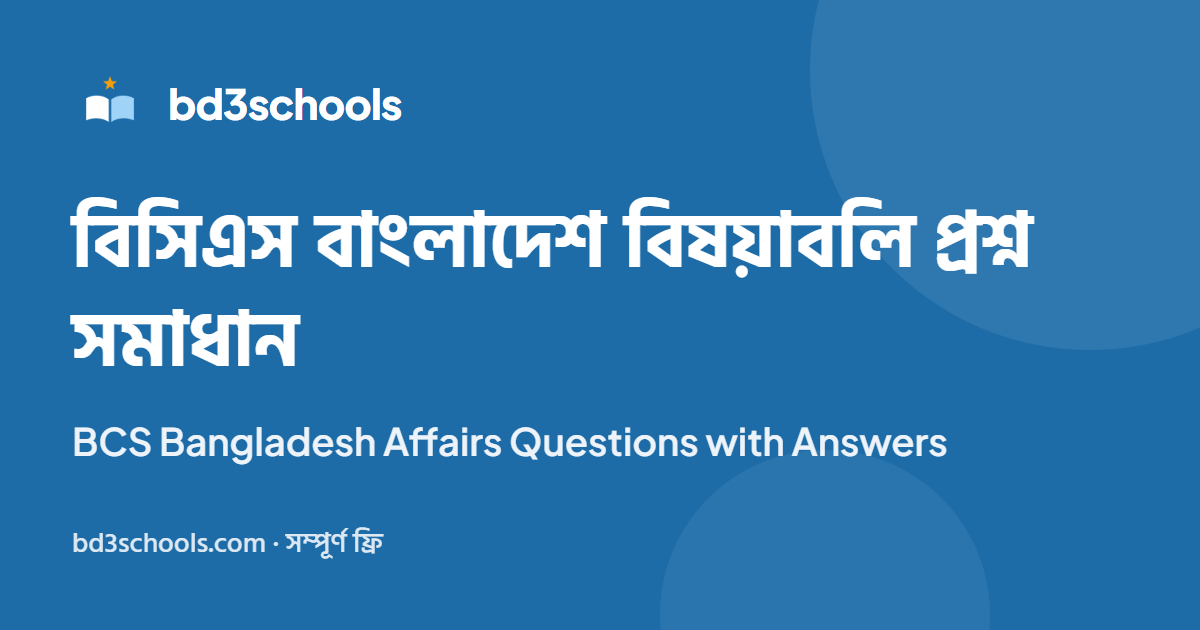 bd3schools
বিসিএস বাংলাদেশ বিষয়াবলি প্রশ্ন
সমাধান
BCS Bangladesh Affairs Questions with Answers
bd3schools.com · সম্পূর্ণ ফ্রি